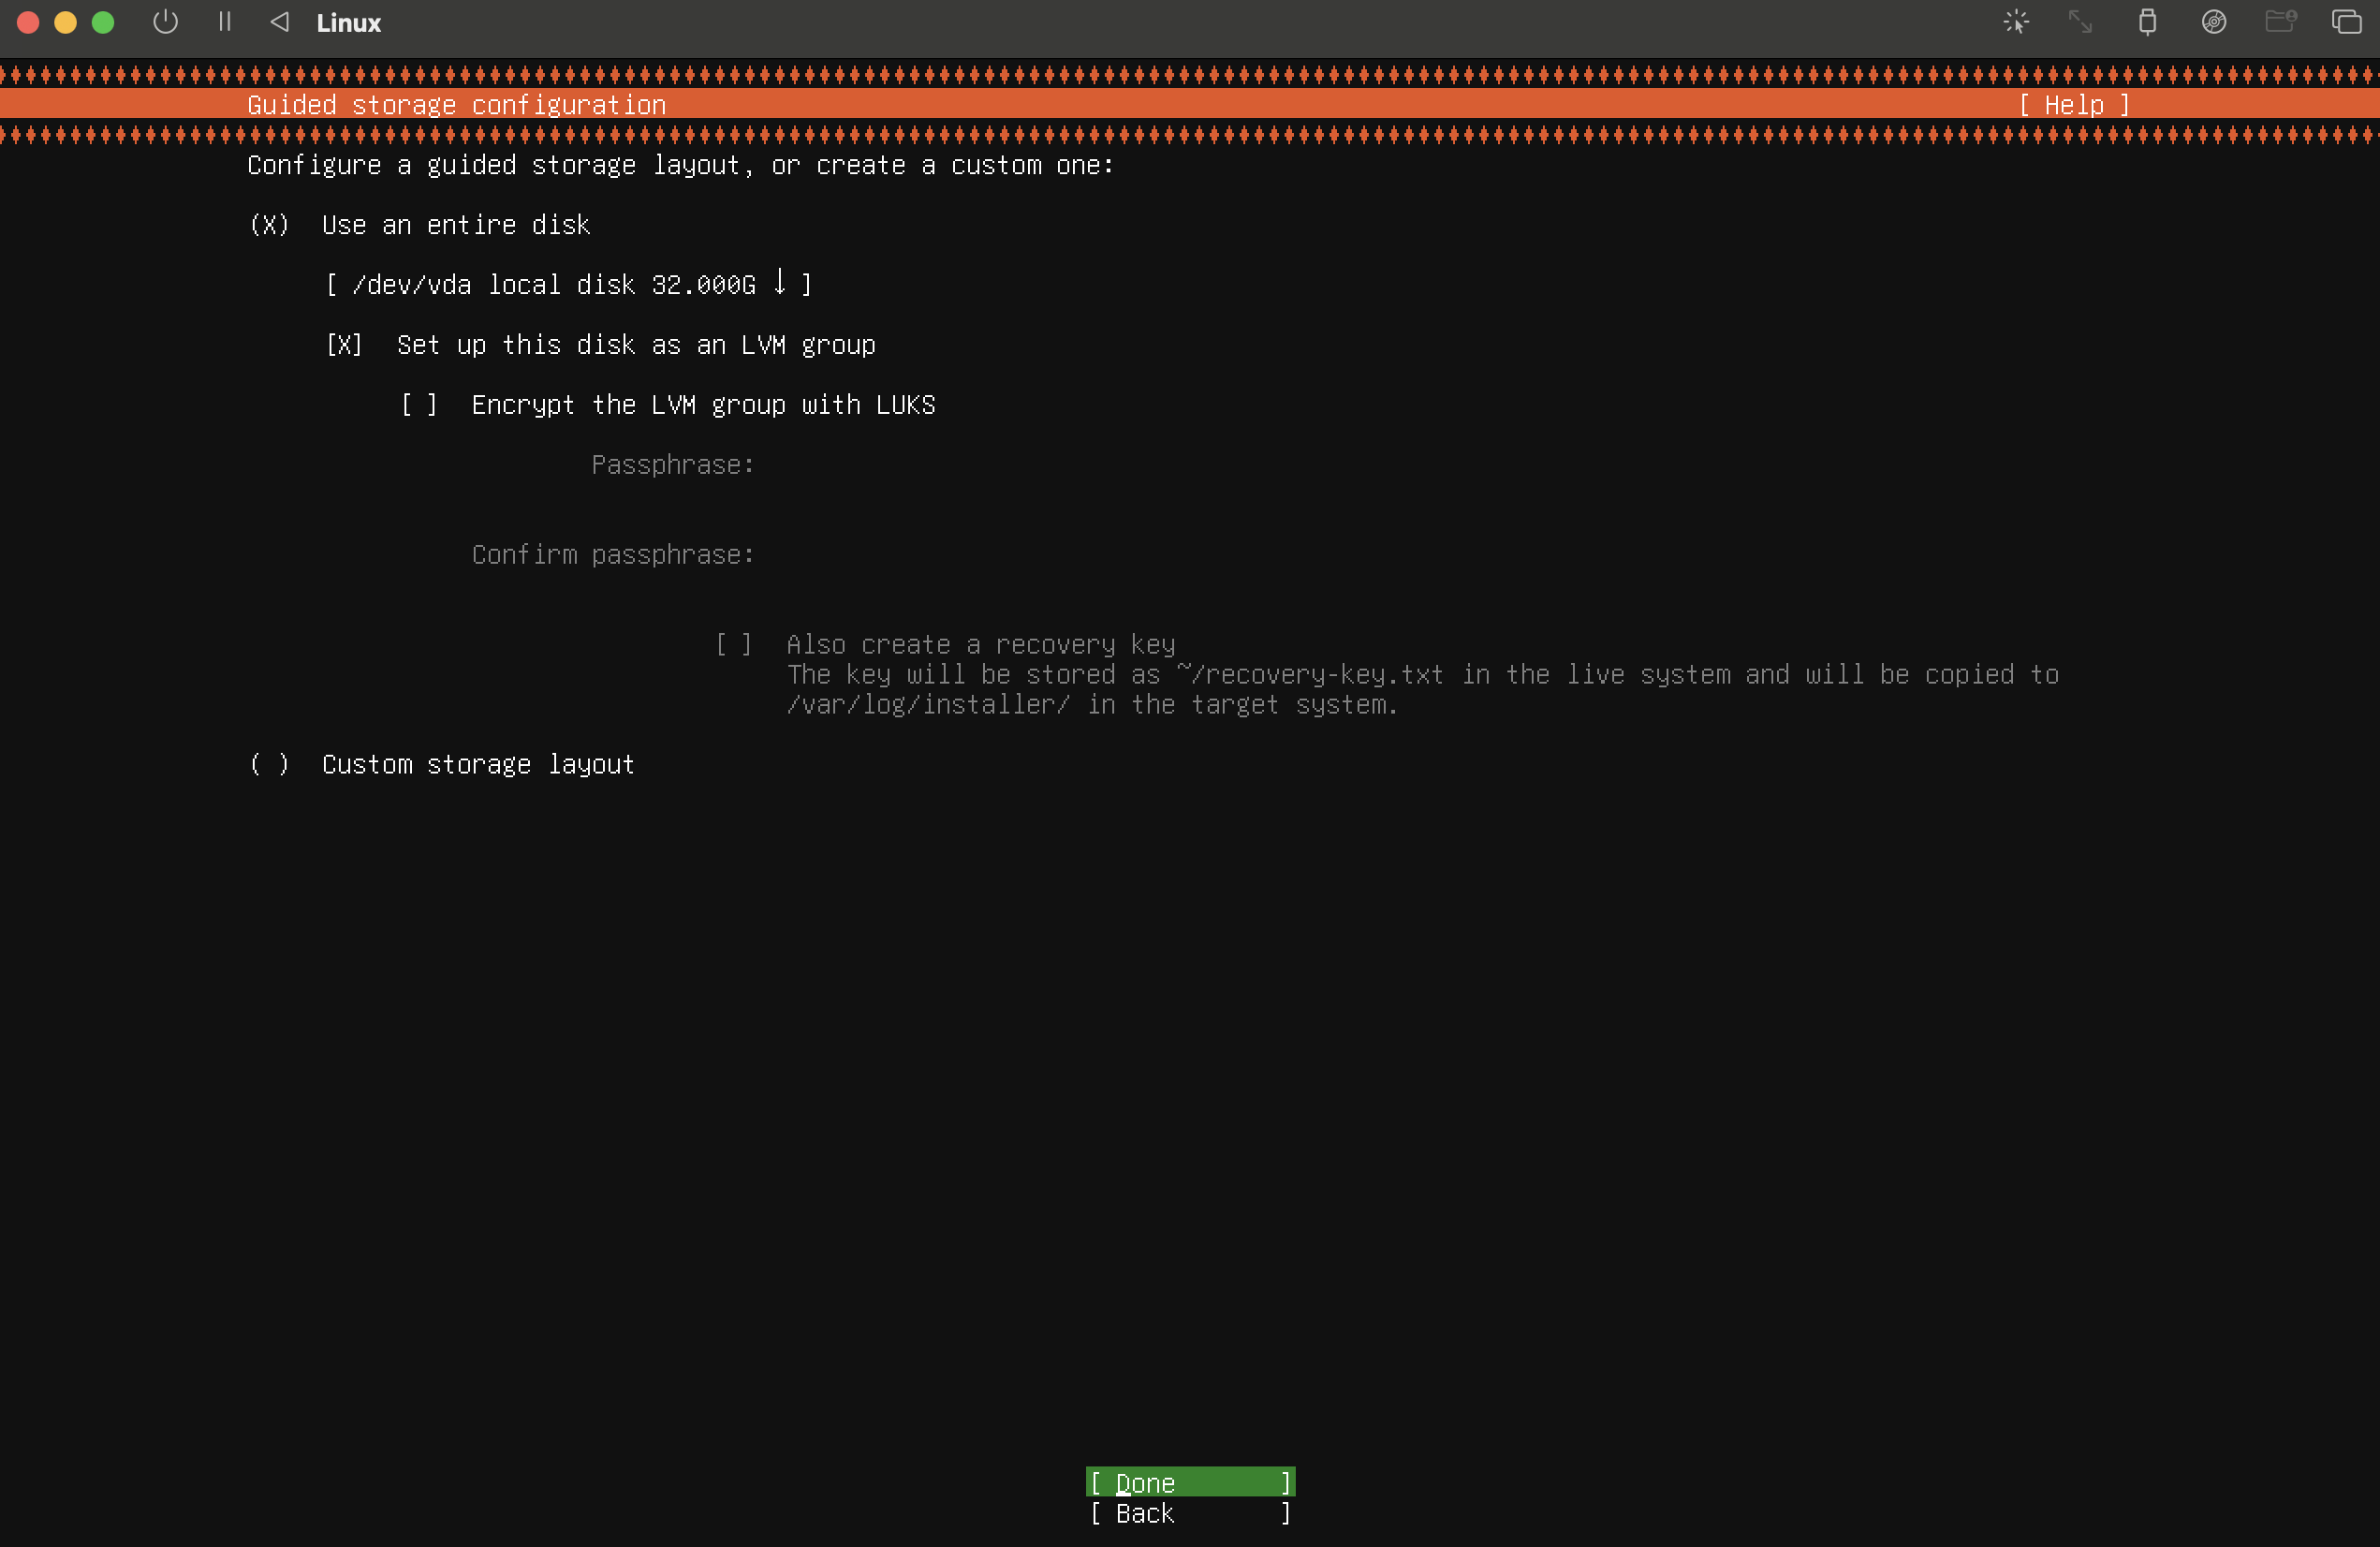 Linux
Guided storage configuration [ Help ]
Configure a guided storage layout, or create a custom one:
(X) Use an entire disk
[ /dev/vda local disk 32.000G ↓ ]
[X] Set up this disk as an LVM group
[ ] Encrypt the LVM group with LUKS
Passphrase:
Confirm passphrase:
[ ] Also create a recovery key
The key will be stored as ~/recovery-key.txt in the live system and will be copied to
/var/log/installer/ in the target system.
( ) Custom storage layout
[ Done ]
[ Back ]